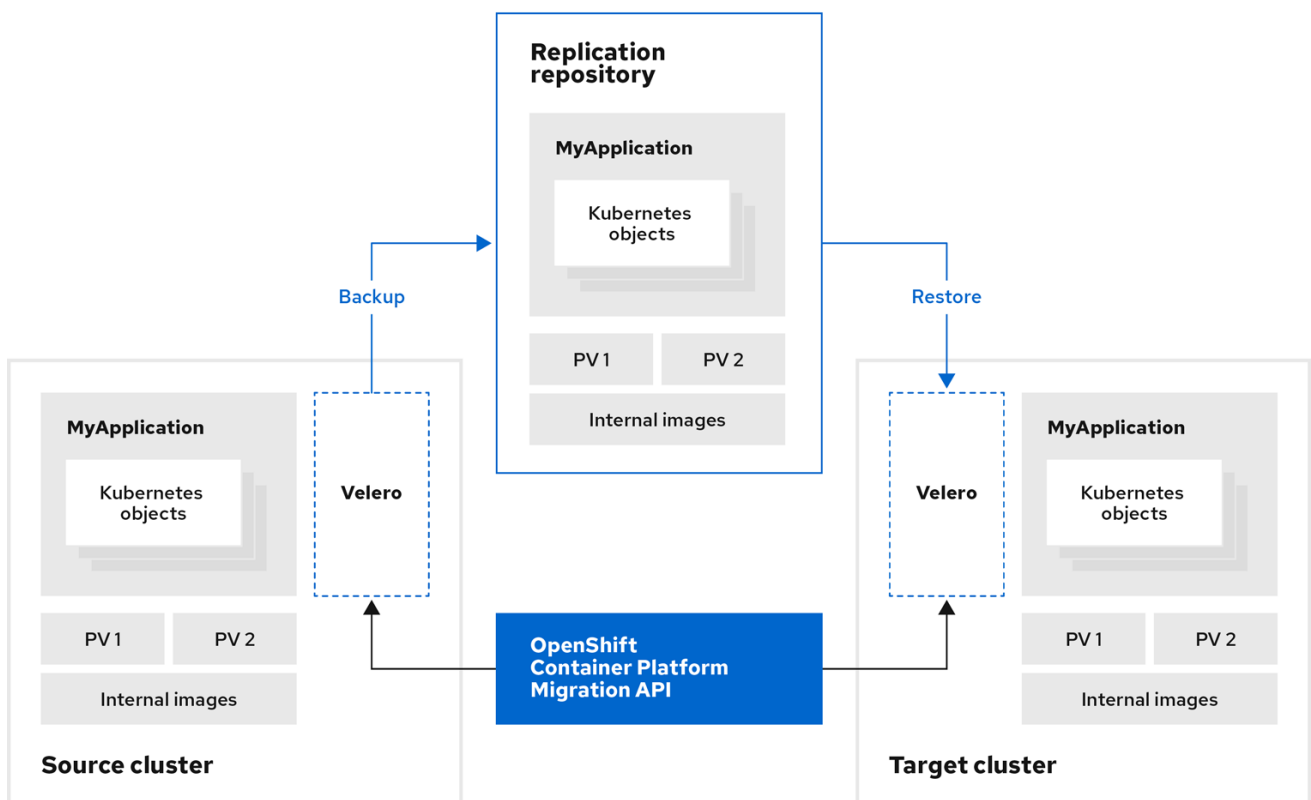 Replication
repository
MyApplication
Kubernetes
objects
PV 1
PV 2
Internal images
Backup
Restore
MyApplication
Kubernetes
objects
Velero
PV 1
PV 2
Internal images
Source cluster
OpenShift
Container Platform
Migration API
Velero
MyApplication
Kubernetes
objects
PV 1
PV 2
Internal images
Target cluster